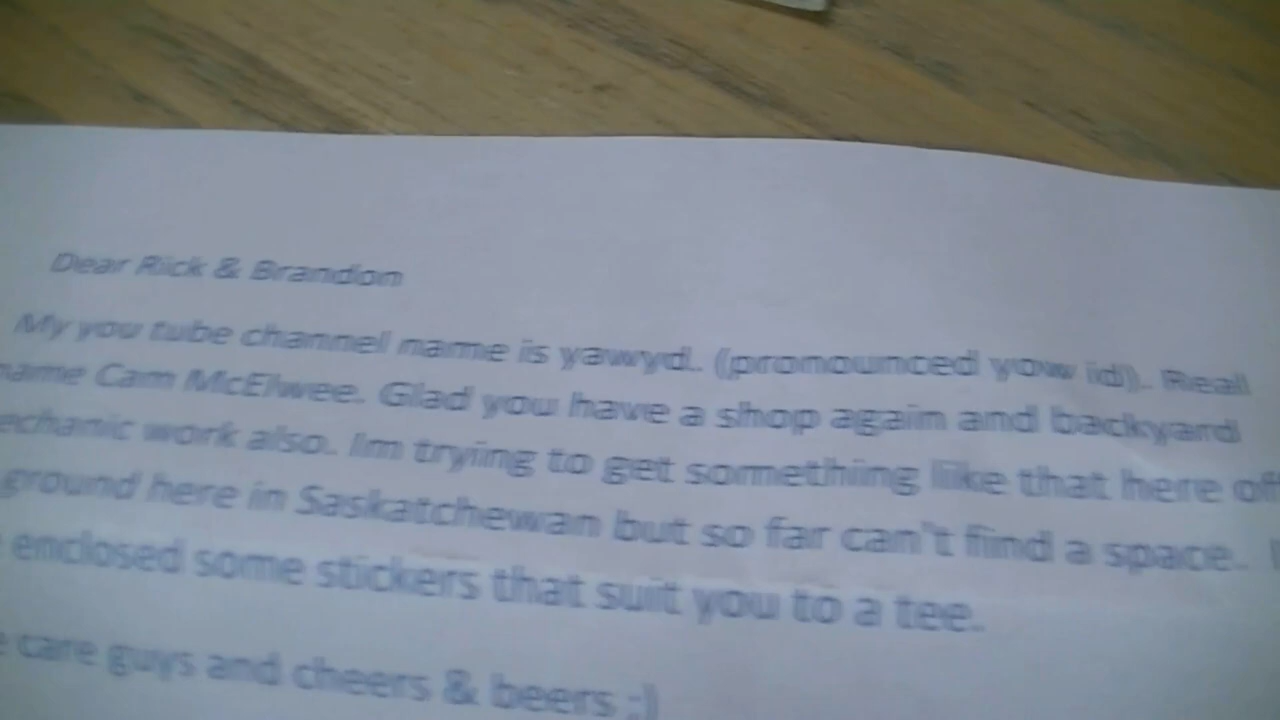 Dear Rick & Brandon
My you tube channel name is yawyd. (pronounced yow id). Real
name Cam McElwee. Glad you have a shop again and backyard
echanic work also. Im trying to get something like that here off
ground here in Saskatchewan but so far can't find a space.
enclosed some stickers that suit you to a tee.
care guys and cheers & beers ;)